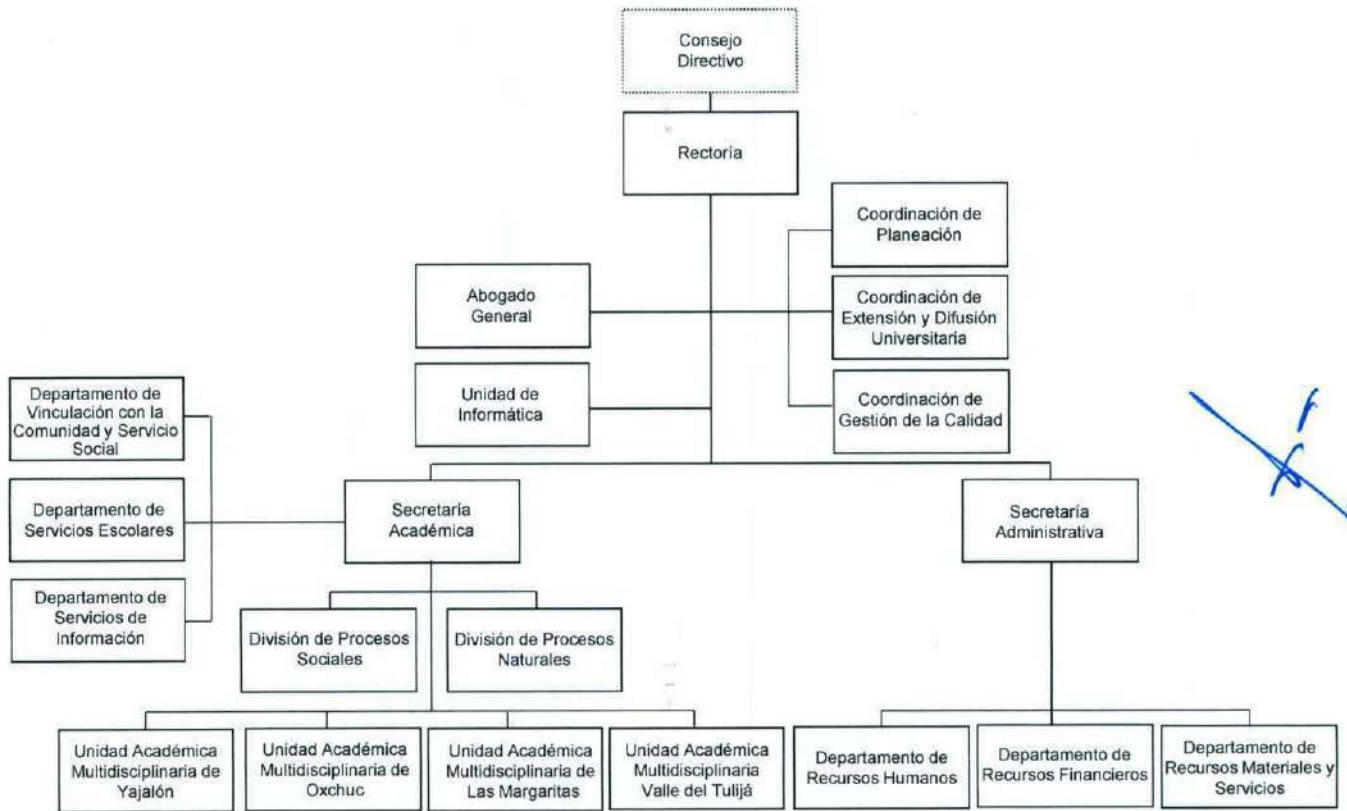 Consejo
Directivo
Rectoría
Coordinación de
Planeación
Abogado
General
Coordinación de
Extensión y Difusión
Universitaria
Unidad de
Informática
Coordinación de
Gestión de la Calidad
Departamento de
Vinculación con la
Comunidad y Servicio
Social
Departamento de
Servicios Escolares
Departamento de
Servicios de
Información
Secretaría
Académica
Secretaría
Administrativa
División de Procesos
Sociales
División de Procesos
Naturales
Unidad Académica
Multidisciplinaria de
Yajalón
Unidad Académica
Multidisciplinaria de
Oxchuc
Unidad Académica
Multidisciplinaria de
Las Margaritas
Unidad Académica
Multidisciplinaria
Valle del Tulijá
Departamento de
Recursos Humanos
Departamento de
Recursos Financieros
Departamento de
Recursos Materiales y
Servicios